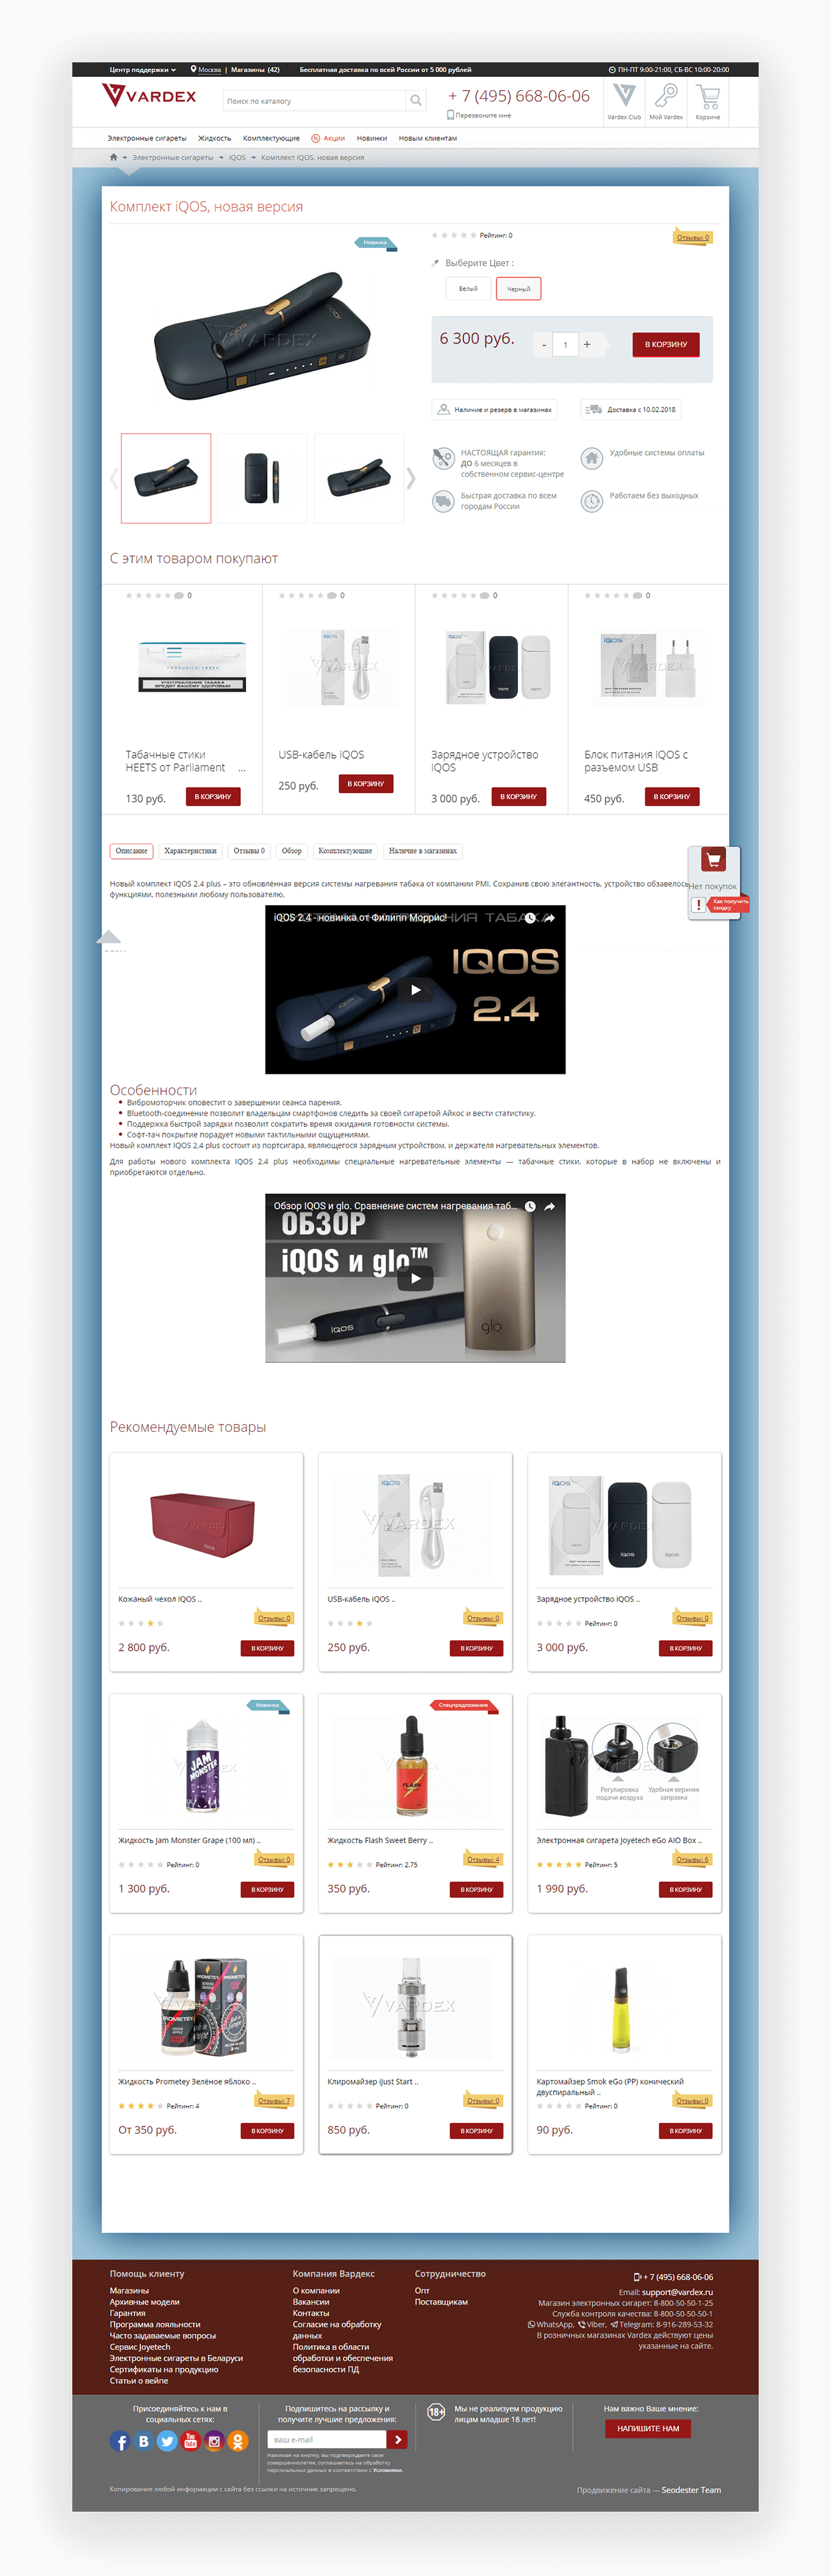 Центр поддержки
Москва | Магазины (42)
Бесплатная доставка по всей России от 5 000 рублей
ПН-ПТ 9:00-21:00, СБ-ВС 10:00-20:00
VARDEX
Поиск по каталогу
+ 7 (495) 668-06-06
Перезвоните мне
Vardex Club
Мой Vardex
Корзина
Электронные сигареты
Жидкость
Комплектующие
Акции
Новинки
Новым клиентам
Электронные сигареты
iQOS
Комплект iQOS, новая версия
Комплект iQOS, новая версия
Новинка
VARDEX
Рейтинг: 0
Отзывы: 0
Выберите Цвет :
Белый
Черный
6 300 руб.
- 1 +
В КОРЗИНУ
Наличие и резерв в магазинах
Доставка с 10.02.2018
НАСТОЯЩАЯ гарантия:
ДО 6 месяцев в
собственном сервис-центре
Удобные системы оплаты
Быстрая доставка по всем
городам России
Работаем без выходных
С этим товаром покупают
0
0
0
0
УПОТРЕБЛЕНИЕ ТАБАКА
ВРЕДИТ ВАШЕМУ ЗДОРОВЬЮ
Табачные стики
HEETS от Parliament ...
130 руб.
В КОРЗИНУ
USB-кабель iQOS
250 руб.
В КОРЗИНУ
Зарядное устройство
iQOS
3 000 руб.
В КОРЗИНУ
Блок питания iQOS с
разъемом USB
450 руб.
В КОРЗИНУ
Описание
Характеристики
Отзывы 0
Обзор
Комплектующие
Наличие в магазинах
Нет покупок
Как получить
скидку
Новый комплект IQOS 2.4 plus – это обновлённая версия системы нагревания табака от компании PMI. Сохранив свою элегантность, устройство обзавелось
функциями, полезными любому пользователю.
iQOS 2.4 - новинка от Филипп Моррис!
IQOS
2.4
Особенности
Вибромоторчик оповестит о завершении сеанса парения.
Bluetooth-соединение позволит владельцам смартфонов следить за своей сигаретой Айкос и вести статистику.
Поддержка быстрой зарядки позволит сократить время ожидания готовности системы.
Софт-тач покрытие порадует новыми тактильными ощущениями.
Новый комплект IQOS 2.4 plus состоит из портсигара, являющегося зарядным устройством, и держателя нагревательных элементов.
Для работы нового комплекта IQOS 2.4 plus необходимы специальные нагревательные элементы — табачные стики, которые в набор не включены и
приобретаются отдельно.
Обзор IQOS и glo. Сравнение систем нагревания таб...
ОБЗОР
iQOS и glo™
IQOS
glo
Рекомендуемые товары
Кожаный чехол IQOS ..
Отзывы: 0
2 800 руб.
В КОРЗИНУ
USB-кабель iQOS ..
Отзывы: 0
250 руб.
В КОРЗИНУ
Зарядное устройство iQOS ..
Рейтинг: 0
Отзывы: 0
3 000 руб.
В КОРЗИНУ
Новинка
JAM
MONSTER
Жидкость Jam Monster Grape (100 мл) ..
Рейтинг: 0
Отзывы: 0
1 300 руб.
В КОРЗИНУ
Спецпредложение
FLASH
Жидкость Flash Sweet Berry ..
Рейтинг: 2.75
Отзывы: 4
350 руб.
В КОРЗИНУ
Регулировка
подачи воздуха
Удобная верхняя
заправка
Электронная сигарета Joyetech eGo AIO Box ..
Рейтинг: 5
Отзывы: 6
1 990 руб.
В КОРЗИНУ
PROMETEY
Жидкость Prometey Зелёное яблоко ..
Рейтинг: 4
Отзывы: 7
От 350 руб.
В КОРЗИНУ
VARDEX
Клиромайзер iJust Start ..
Рейтинг: 0
Отзывы: 0
850 руб.
В КОРЗИНУ
Картомайзер Smok eGo (PP) конический
двуспиральный ..
Рейтинг: 0
Отзывы: 0
90 руб.
В КОРЗИНУ
Помощь клиенту
Магазины
Архивные модели
Гарантия
Программа лояльности
Часто задаваемые вопросы
Сервис Joyetech
Электронные сигареты в Беларуси
Сертификаты на продукцию
Статьи о вейпе
Компания Вардекс
О компании
Вакансии
Контакты
Согласие на обработку
данных
Политика в области
обработки и обеспечения
безопасности ПД
Сотрудничество
Опт
Поставщикам
+ 7 (495) 668-06-06
Email: support@vardex.ru
Магазин электронных сигарет: 8-800-50-50-1-25
Служба контроля качества: 8-800-50-50-50-1
WhatsApp, Viber, Telegram: 8-916-289-53-32
В розничных магазинах Vardex действуют цены
указанные на сайте.
Присоединяйтесь к нам в
социальных сетях:
Подпишитесь на рассылку и
получите лучшие предложения:
ваш e-mail
Нажимая на кнопку, вы подтверждаете свое
совершеннолетие, соглашаетесь на обработку
персональных данных в соответствии с Условиями.
18+
Мы не реализуем продукцию
лицам младше 18 лет!
Нам важно Ваше мнение:
НАПИШИТЕ НАМ
Копирование любой информации с сайта без ссылки на источник запрещено.
Продвижение сайта — Seodester Team